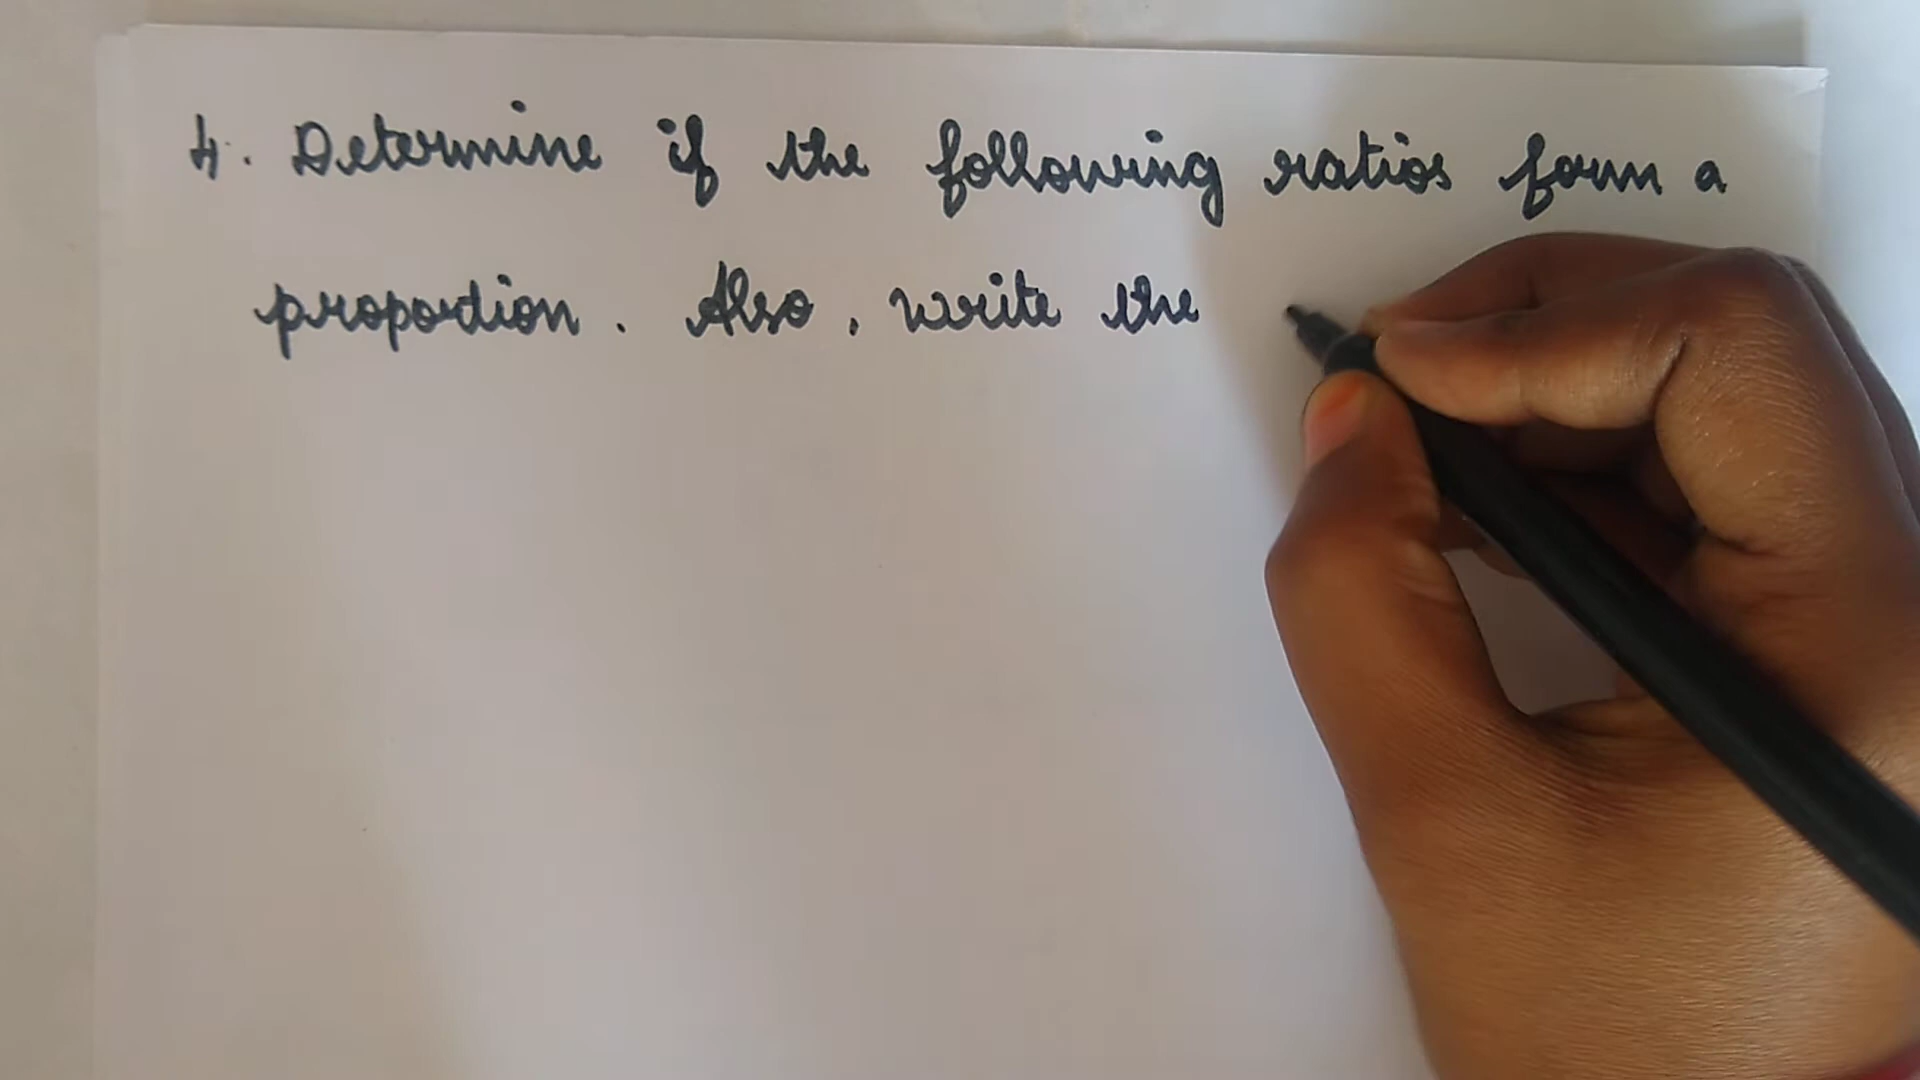 4. Determine if the following ratios form a
proportion. Also, write the